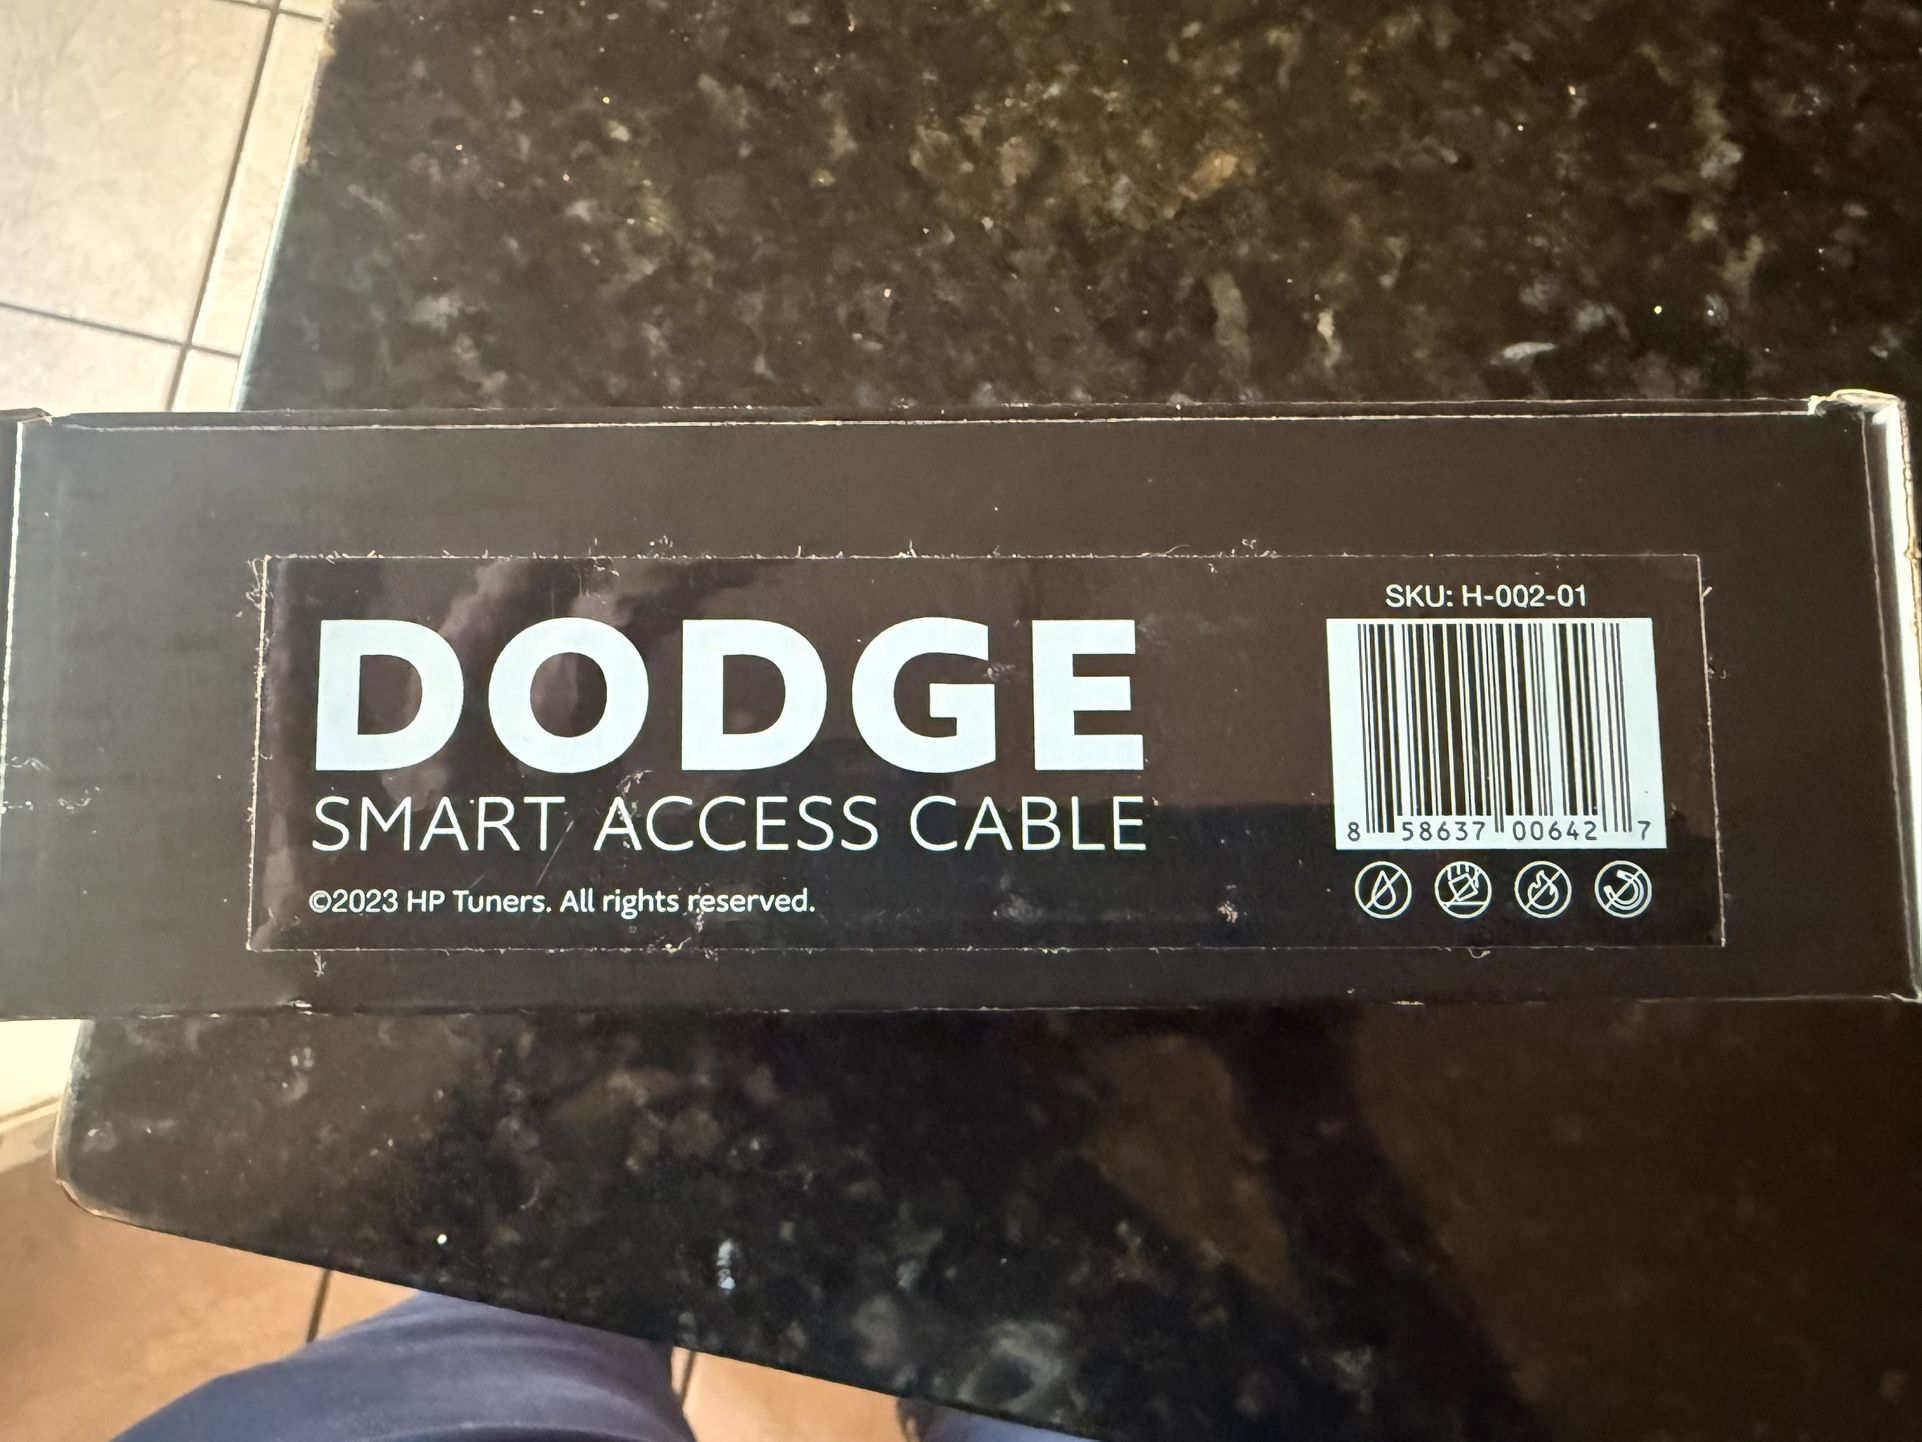 SKU: H-002-01
DODGE
SMART ACCESS CABLE
8 58637 00642 7
©2023 HP Tuners. All rights reserved.